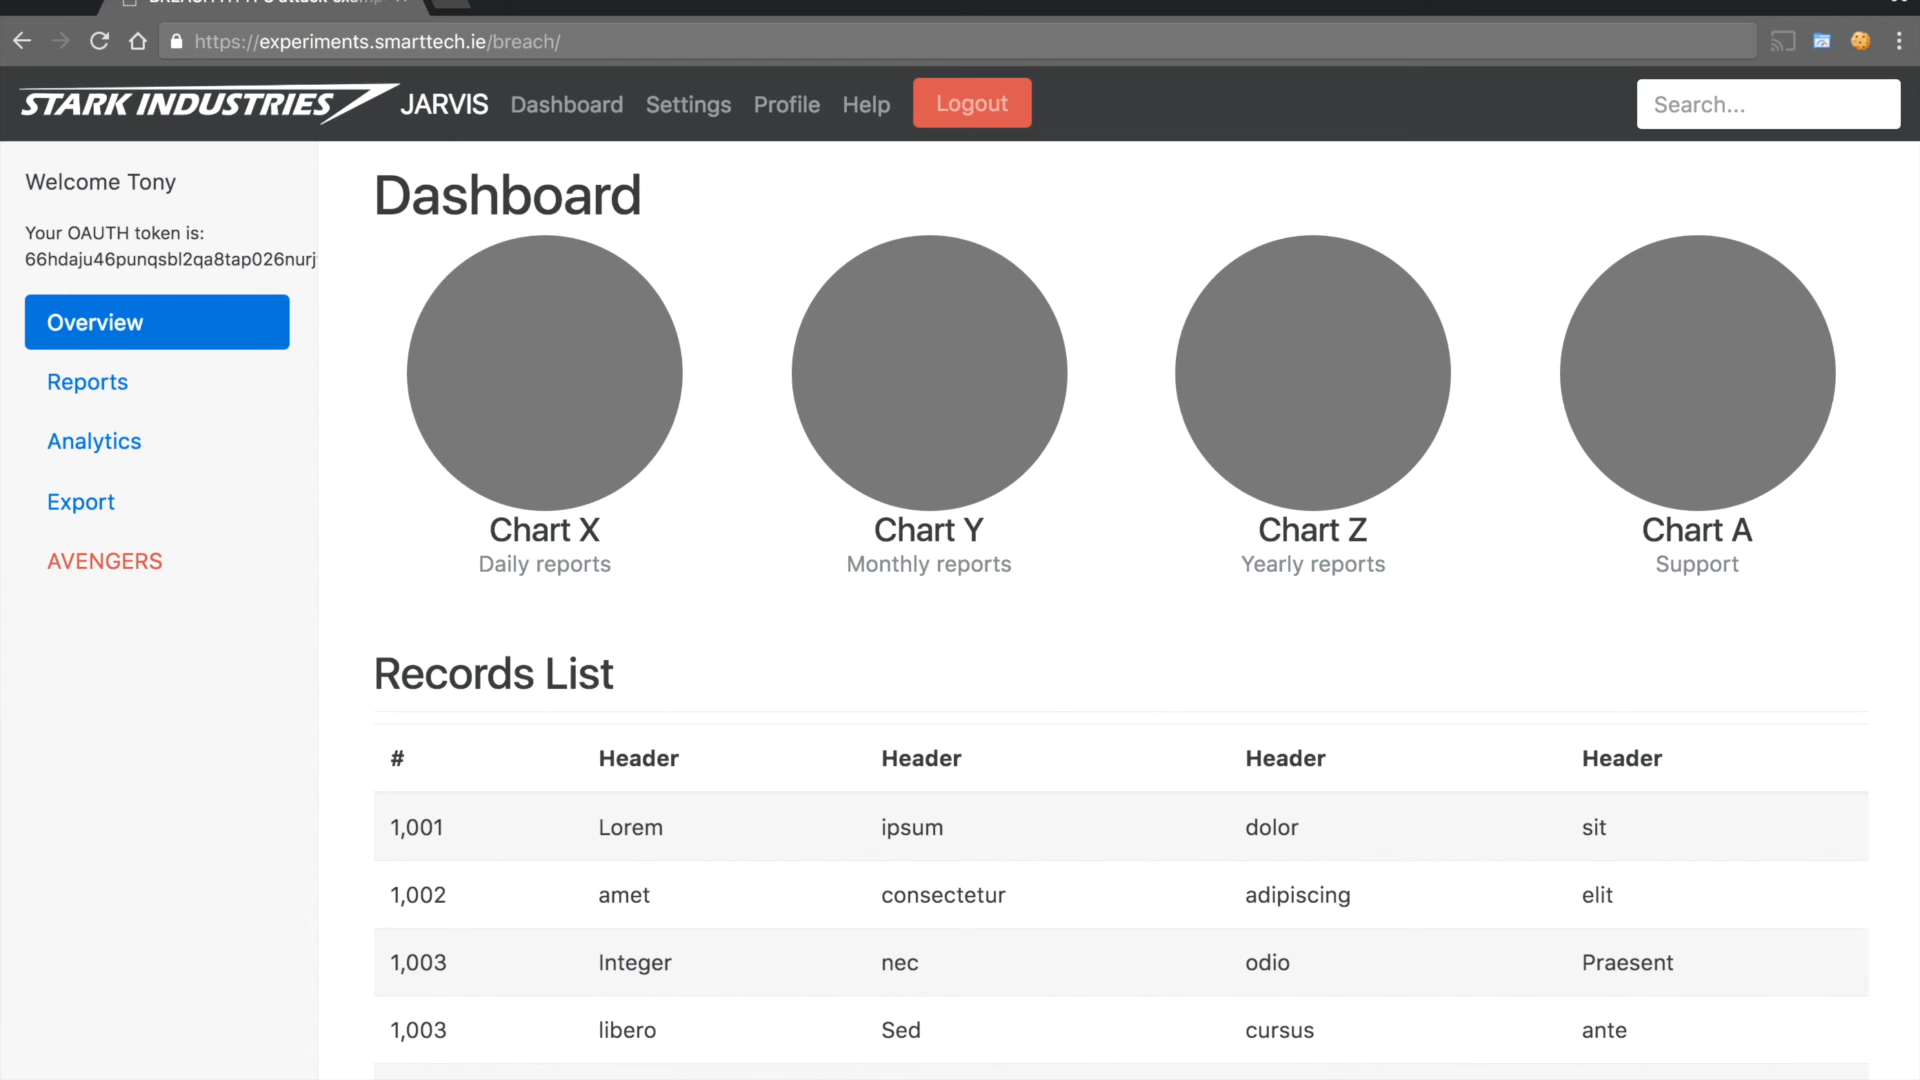 https://experiments.smarttech.ie/breach/
STARK INDUSTRIES JARVIS Dashboard Settings Profile Help Logout Search...
Welcome Tony
Your OAUTH token is:
66hdaju46punqsbl2qa8tap026nurj
Overview
Reports
Analytics
Export
AVENGERS
Dashboard
Chart X Chart Y Chart Z Chart A
Daily reports Monthly reports Yearly reports Support
Records List
# Header Header Header Header
1,001 Lorem ipsum dolor sit
1,002 amet consectetur adipiscing elit
1,003 Integer nec odio Praesent
1,003 libero Sed cursus ante